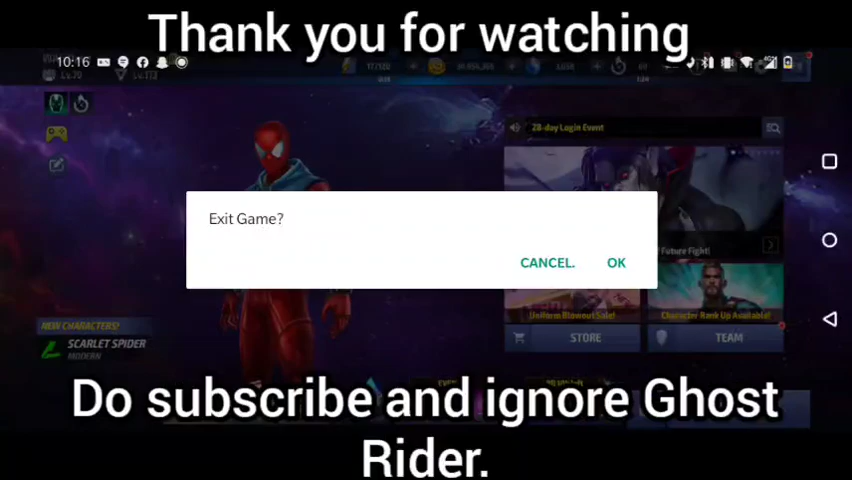 Thank you for watching
10:16
28-day Login Event
Exit Game?
CANCEL.
OK
Future Fight!
NEW CHARACTERS!
SCARLET SPIDER
MODERN
Uniform Blowout Sale!
Character Rank Up Available!
STORE
TEAM
Do subscribe and ignore Ghost
Rider.